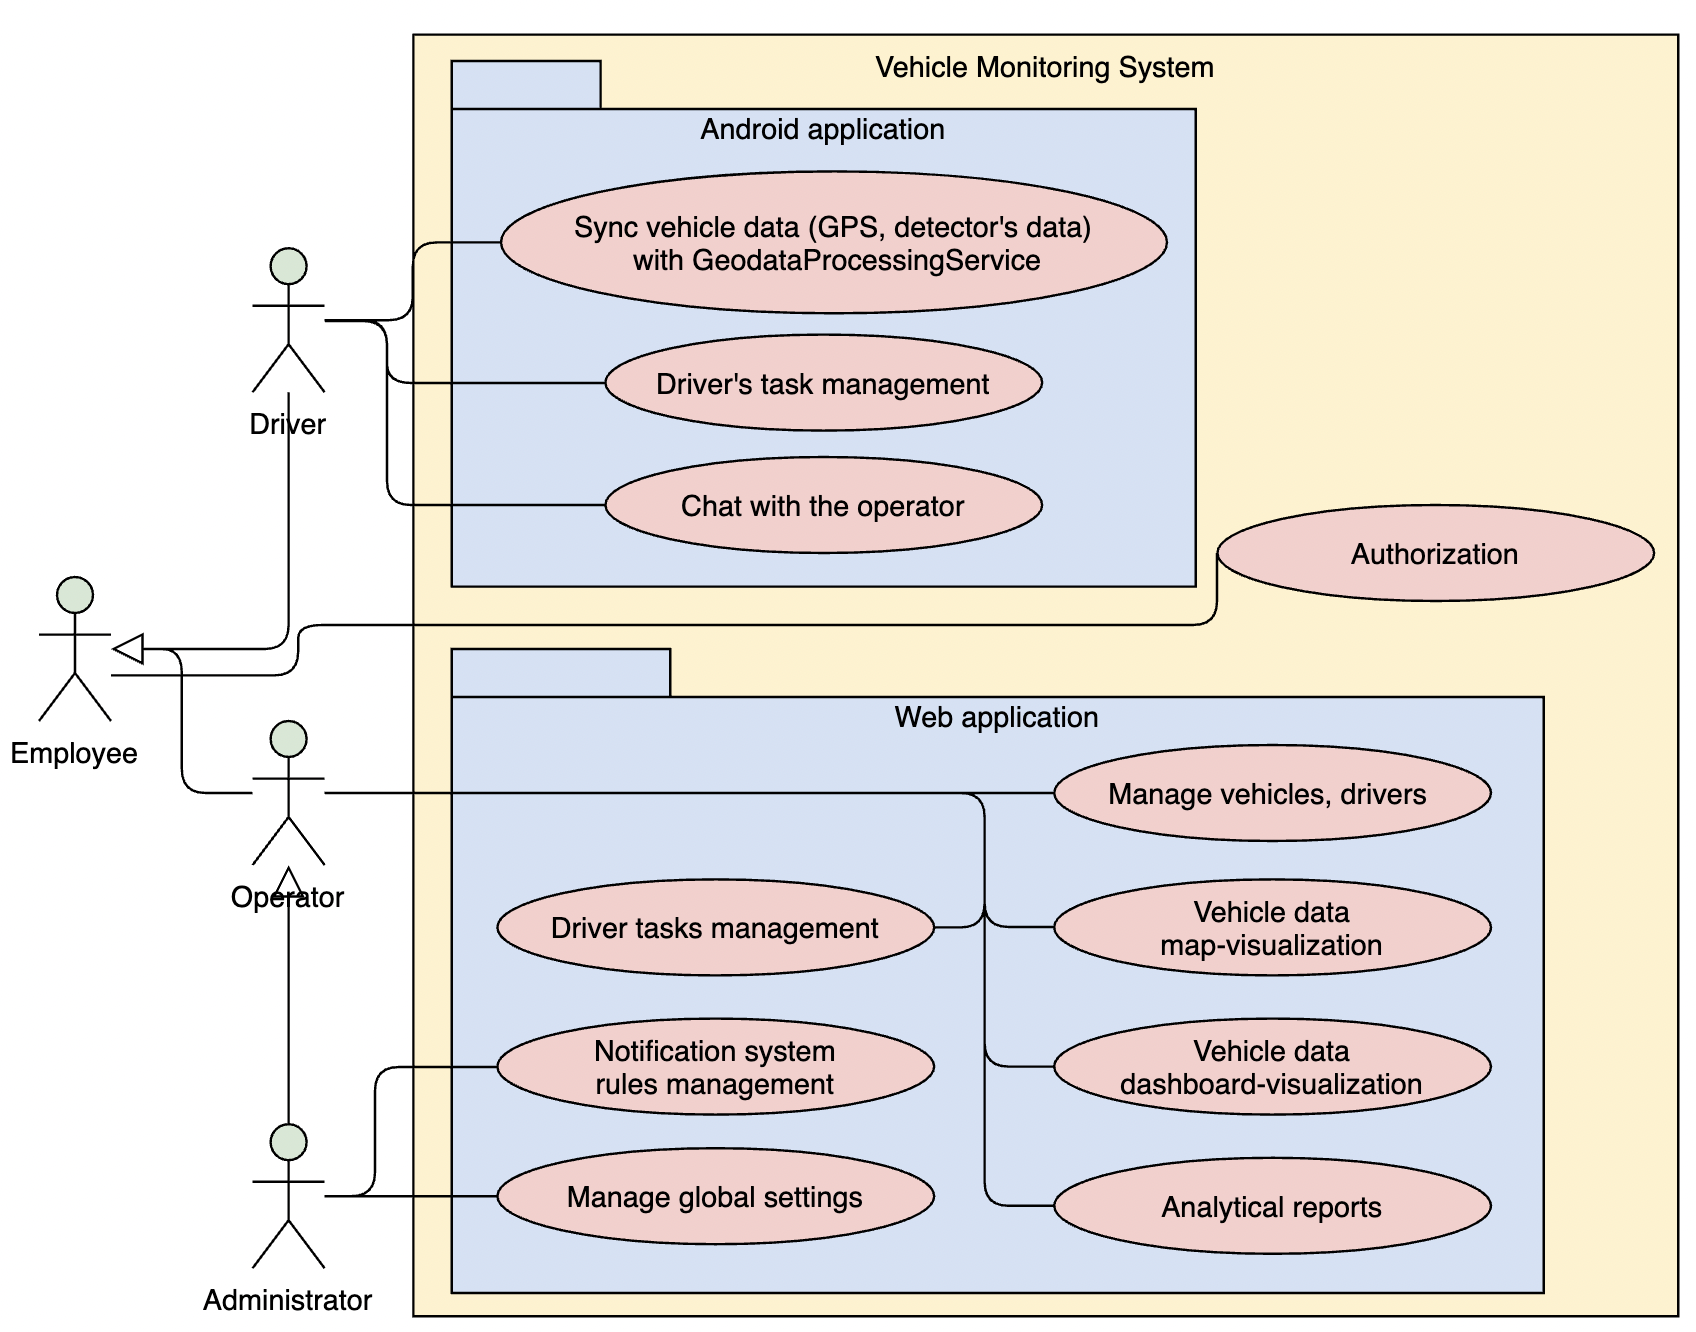 Vehicle Monitoring System
Android application
Sync vehicle data (GPS, detector's data)
with GeodataProcessingService
Driver's task management
Driver
Chat with the operator
Authorization
Employee
Web application
Manage vehicles, drivers
Operator
Driver tasks management
Vehicle data
map-visualization
Notification system
rules management
Vehicle data
dashboard-visualization
Manage global settings
Analytical reports
Administrator